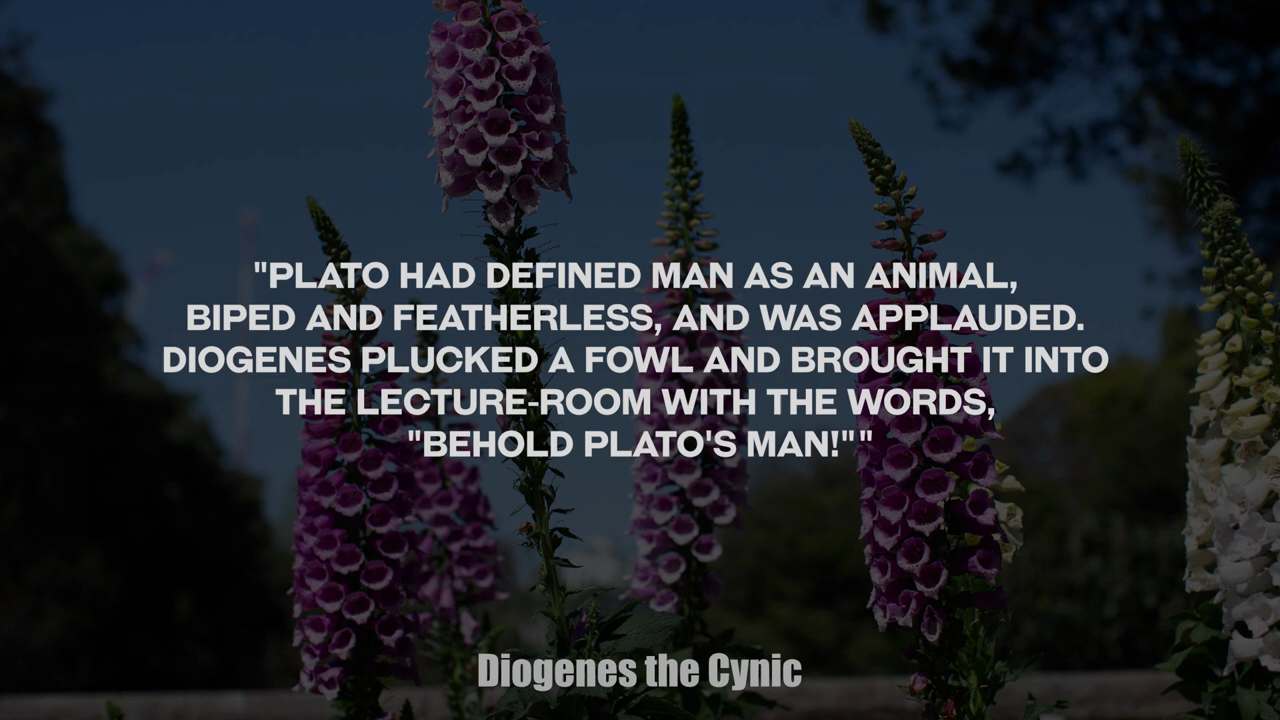 "PLATO HAD DEFINED MAN AS AN ANIMAL,
BIPED AND FEATHERLESS, AND WAS APPLAUDED.
DIOGENES PLUCKED A FOWL AND BROUGHT IT INTO
THE LECTURE-ROOM WITH THE WORDS,
"BEHOLD PLATO'S MAN!""
Diogenes the Cynic